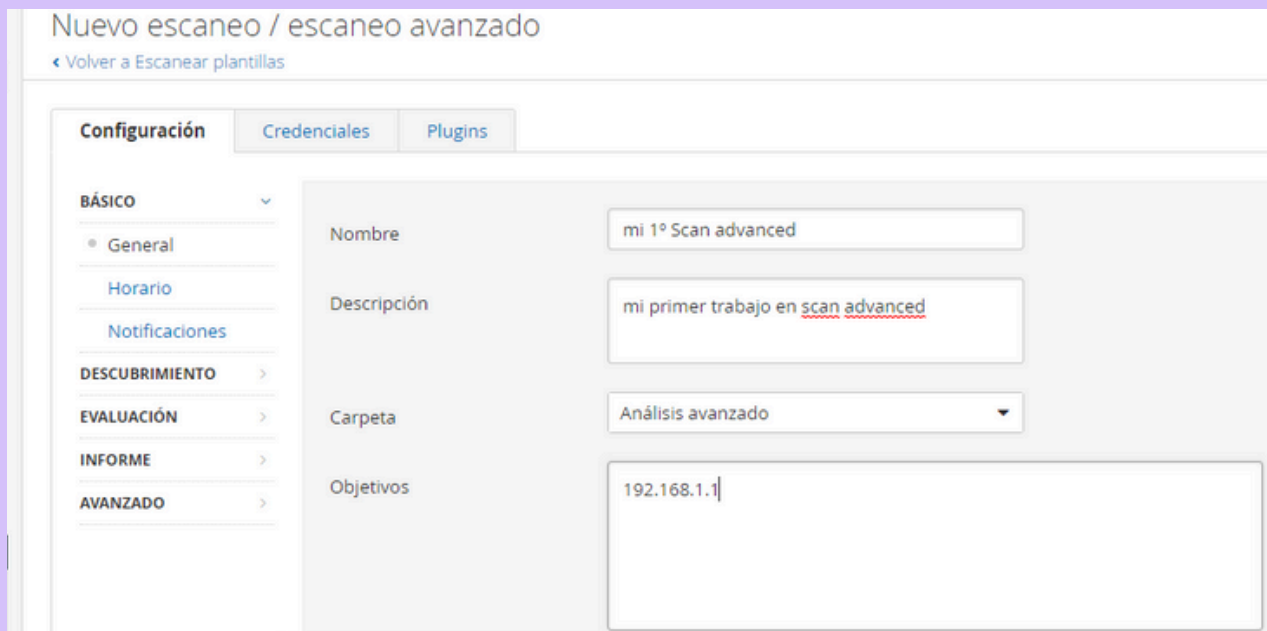 Nuevo escaneo / escaneo avanzado
‹ Volver a Escanear plantillas
Configuración Credenciales Plugins
BÁSICO
General
Horario
Notificaciones
DESCUBRIMIENTO
EVALUACIÓN
INFORME
AVANZADO
Nombre mi 1º Scan advanced
Descripción mi primer trabajo en scan advanced
Carpeta Análisis avanzado
Objetivos 192.168.1.1